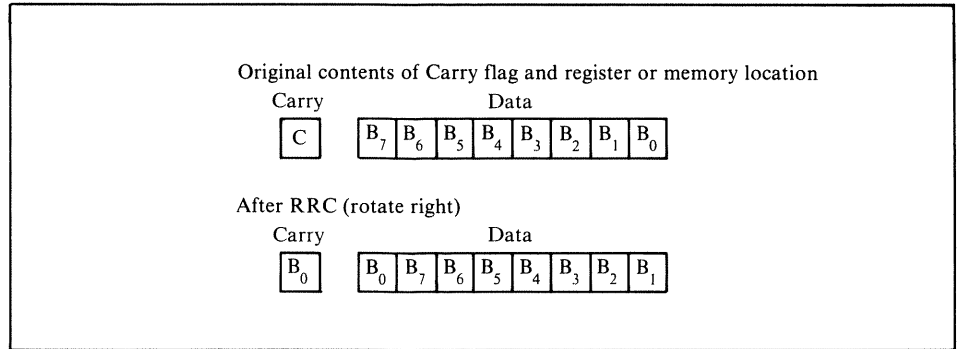 Original contents of Carry flag and register or memory location
Carry Data
C B₇ B₆ B₅ B₄ B₃ B₂ B₁ B₀
After RRC (rotate right)
Carry Data
B₀ B₀ B₇ B₆ B₅ B₄ B₃ B₂ B₁